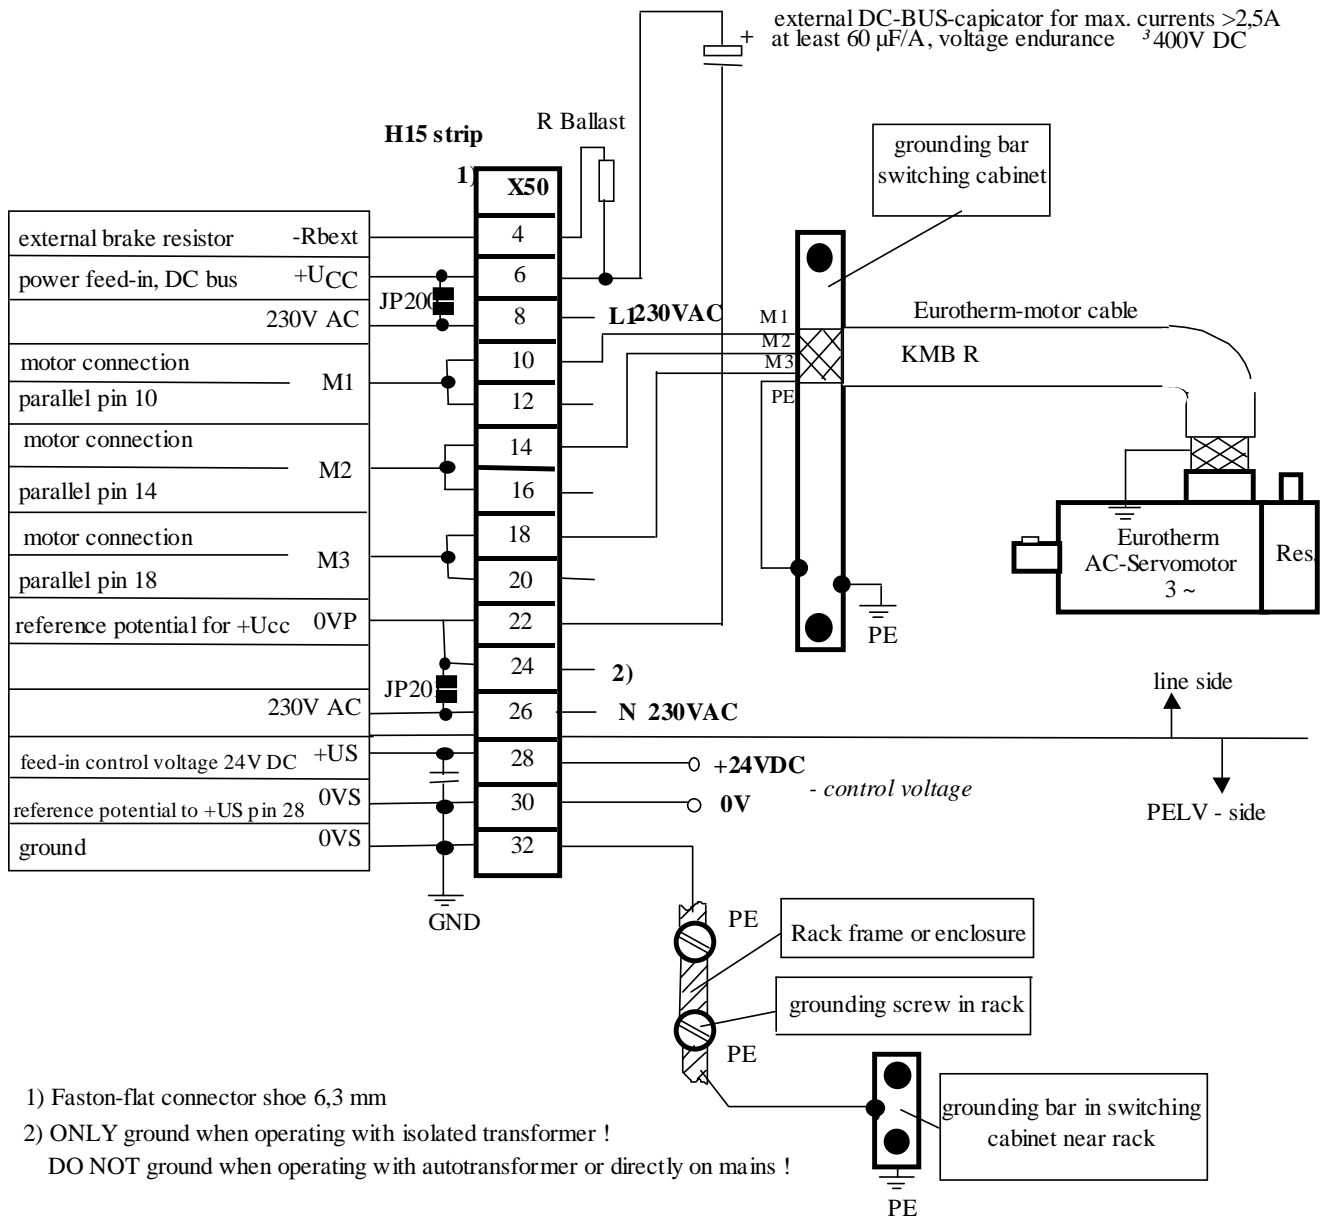 external DC-BUS-capicator for max. currents >2,5A
+ at least 60 µF/A, voltage endurance ³ 400V DC
R Ballast
H15 strip
1)
X50
grounding bar
switching cabinet
external brake resistor -Rbext 4
power feed-in, DC bus +UCC 6
JP200
230V AC 8 L1 230VAC
M1
M2
M3
PE
Eurotherm-motor cable
KMB R
motor connection 10
M1
parallel pin 10 12
motor connection 14
M2
parallel pin 14 16
motor connection 18
M3
parallel pin 18 20
Eurotherm
AC-Servomotor
3 ~
Res.
reference potential for +Ucc 0VP 22
PE
24 2)
JP20
230V AC 26 N 230VAC
line side
feed-in control voltage 24V DC +US 28 +24VDC
- control voltage
reference potential to +US pin 28 0VS 30 0V
PELV - side
ground 0VS 32
GND
PE
Rack frame or enclosure
grounding screw in rack
PE
grounding bar in switching
cabinet near rack
PE
1) Faston-flat connector shoe 6,3 mm
2) ONLY ground when operating with isolated transformer !
DO NOT ground when operating with autotransformer or directly on mains !